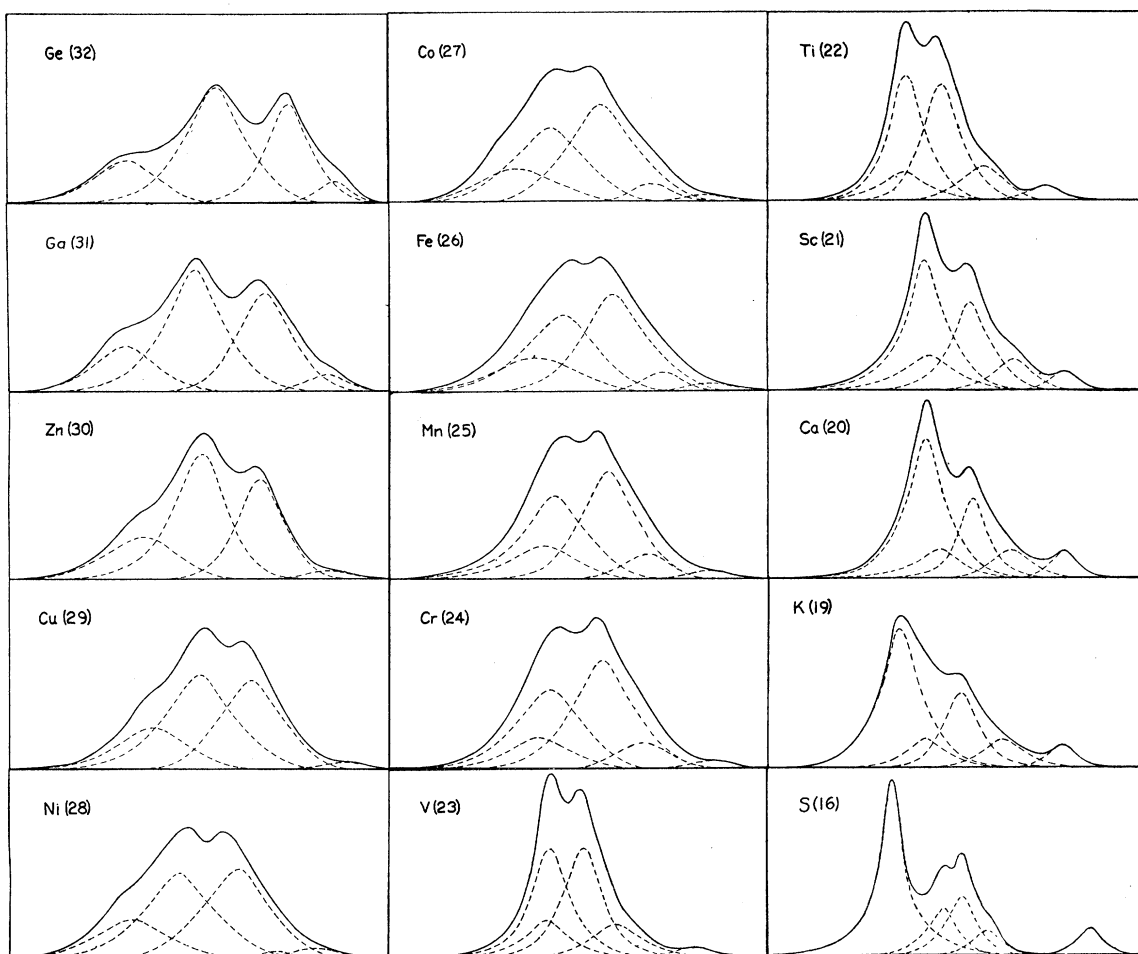 Ge (32)
Co (27)
Ti (22)
Ga (31)
Fe (26)
Sc (21)
Zn (30)
Mn (25)
Ca (20)
Cu (29)
Cr (24)
K (19)
Ni (28)
V (23)
S (16)